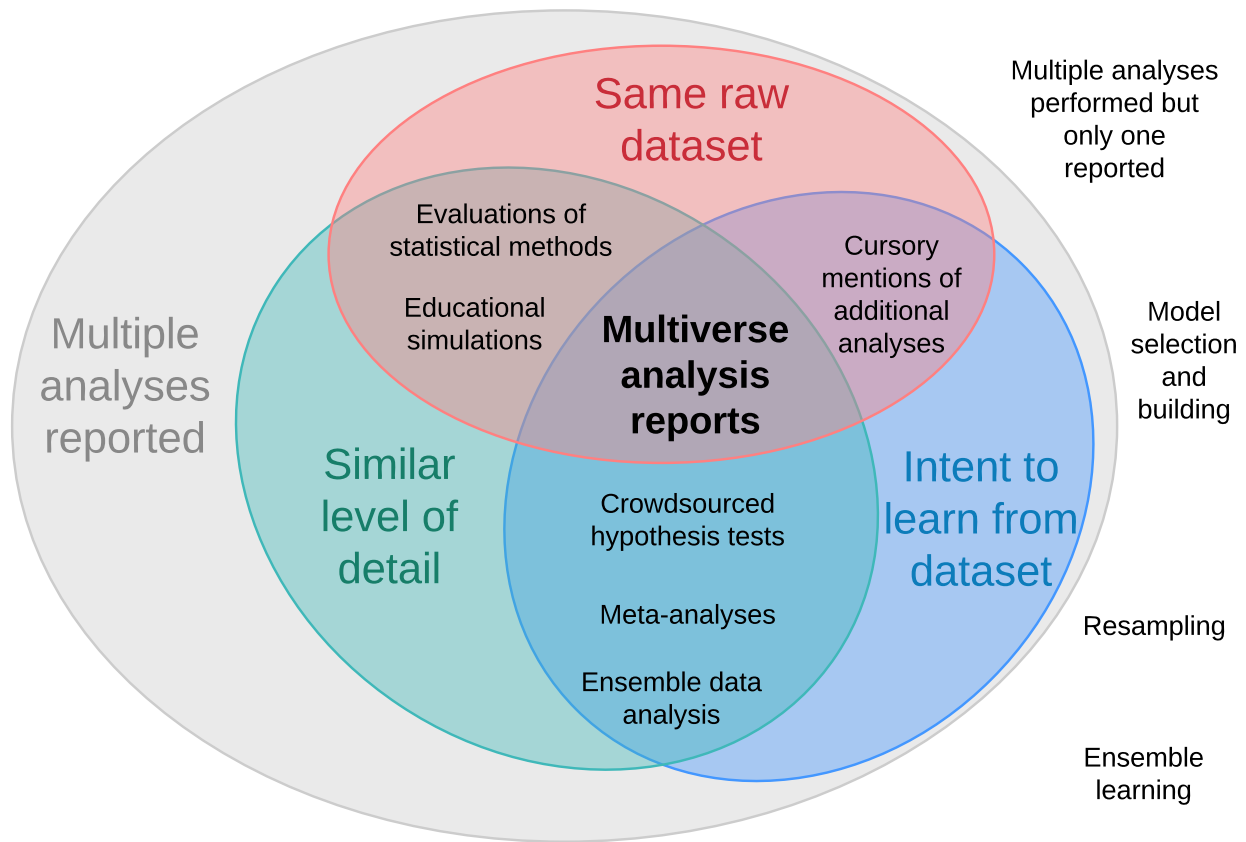 Same raw
dataset
Multiple analyses
performed but
only one
reported
Evaluations of
statistical methods
Educational
simulations
Cursory
mentions of
additional
analyses
Multiple
analyses
reported
Multiverse
analysis
reports
Model
selection
and
building
Similar
level of
detail
Intent to
learn from
dataset
Crowdsourced
hypothesis tests
Meta-analyses
Ensemble data
analysis
Resampling
Ensemble
learning